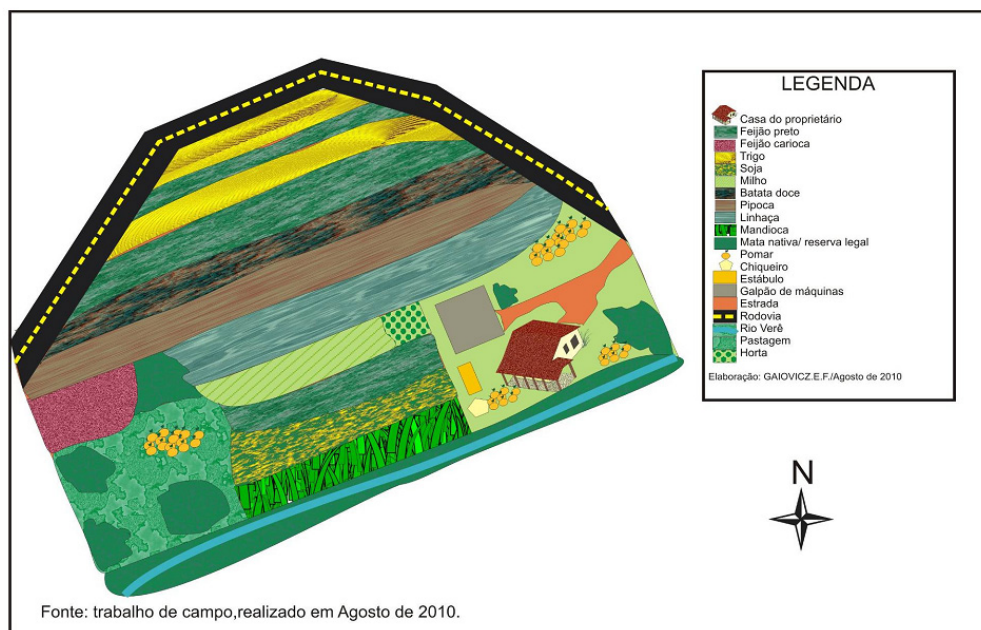 LEGENDA
Casa do proprietário
Feijão preto
Feijão carioca
Trigo
Soja
Milho
Batata doce
Pipoca
Linhaça
Mandioca
Mata nativa/ reserva legal
Pomar
Chiqueiro
Estábulo
Galpão de máquinas
Estrada
Rodovia
Rio Verê
Pastagem
Horta
Elaboração: GAIOVICZ.E.F./Agosto de 2010
N
Fonte: trabalho de campo,realizado em Agosto de 2010.